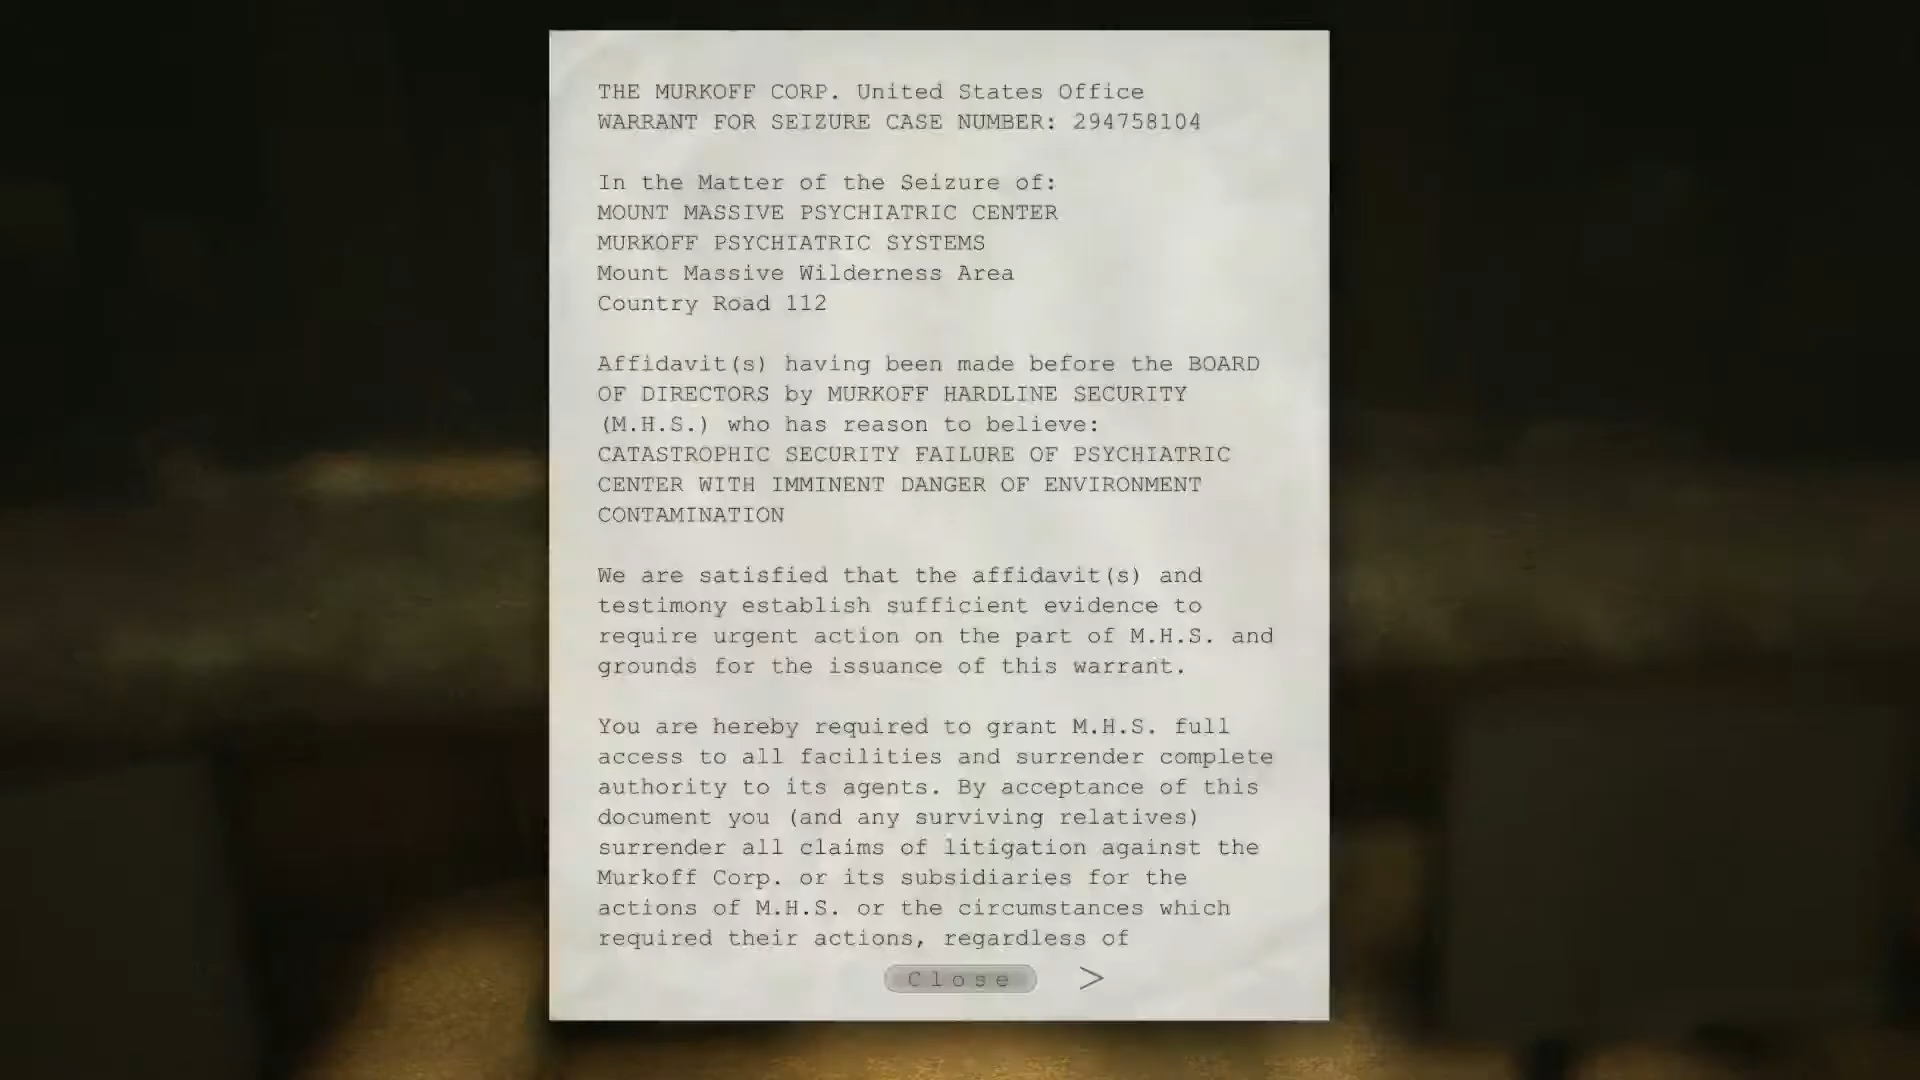 THE MURKOFF CORP. United States Office
WARRANT FOR SEIZURE CASE NUMBER: 294758104
In the Matter of the Seizure of:
MOUNT MASSIVE PSYCHIATRIC CENTER
MURKOFF PSYCHIATRIC SYSTEMS
Mount Massive Wilderness Area
Country Road 112
Affidavit(s) having been made before the BOARD
OF DIRECTORS by MURKOFF HARDLINE SECURITY
(M.H.S.) who has reason to believe:
CATASTROPHIC SECURITY FAILURE OF PSYCHIATRIC
CENTER WITH IMMINENT DANGER OF ENVIRONMENT
CONTAMINATION
We are satisfied that the affidavit(s) and
testimony establish sufficient evidence to
require urgent action on the part of M.H.S. and
grounds for the issuance of this warrant.
You are hereby required to grant M.H.S. full
access to all facilities and surrender complete
authority to its agents. By acceptance of this
document you (and any surviving relatives)
surrender all claims of litigation against the
Murkoff Corp. or its subsidiaries for the
actions of M.H.S. or the circumstances which
required their actions, regardless of
Close >